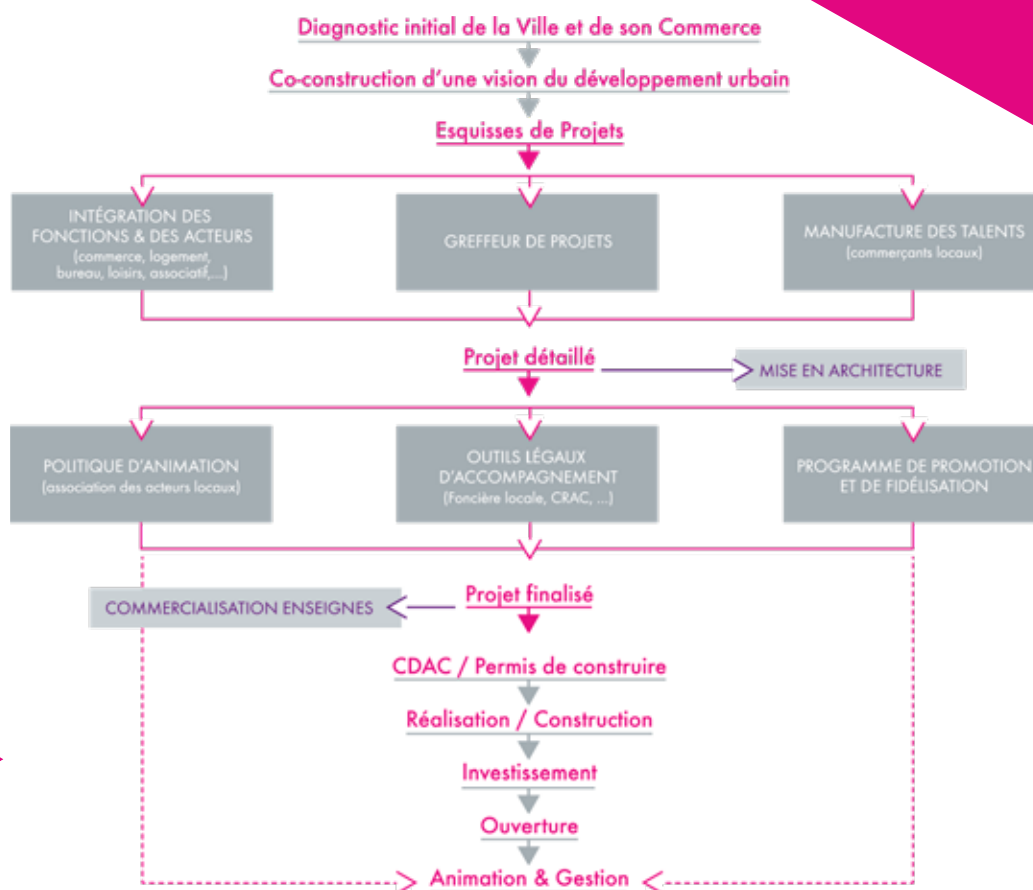 Diagnostic initial de la Ville et de son Commerce
Co-construction d'une vision du développement urbain
Esquisses de Projets
INTÉGRATION DES
FONCTIONS & DES ACTEURS
(commerce, logement,
bureau, loisirs, associatif,...)
GREFFEUR DE PROJETS
MANUFACTURE DES TALENTS
(commerçants locaux)
Projet détaillé
MISE EN ARCHITECTURE
POLITIQUE D'ANIMATION
(association des acteurs locaux)
OUTILS LÉGAUX
D'ACCOMPAGNEMENT
(Foncière locale, CRAC, ...)
PROGRAMME DE PROMOTION
ET DE FIDÉLISATION
Projet finalisé
COMMERCIALISATION ENSEIGNES
CDAC / Permis de construire
Réalisation / Construction
Investissement
Ouverture
Animation & Gestion